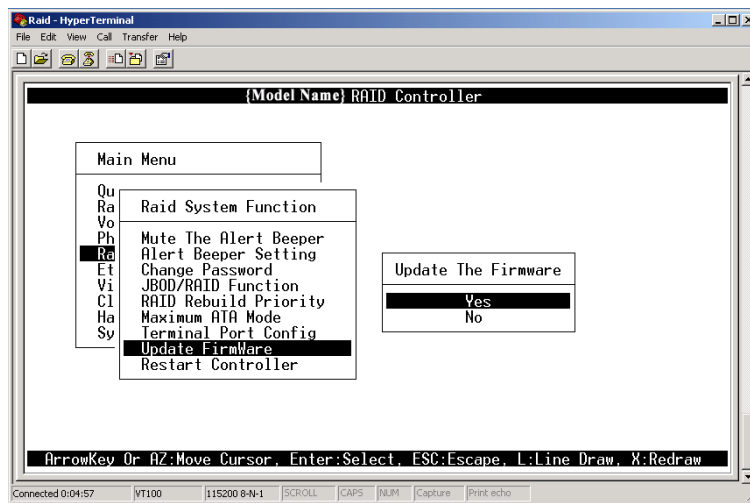 Raid - HyperTerminal
File Edit View Call Transfer Help
{Model Name} RAID Controller
Main Menu
Qu
Ra
Vo
Ph
Ra
Et
Vi
Cl
Ha
Sy
Raid System Function
Mute The Alert Beeper
Alert Beeper Setting
Change Password
JBOD/RAID Function
RAID Rebuild Priority
Maximum ATA Mode
Terminal Port Config
Update FirmWare
Restart Controller
Update The Firmware
Yes
No
ArrowKey Or AZ:Move Cursor, Enter:Select, ESC:Escape, L:Line Draw, X:Redraw
Connected 0:04:57 VT100 115200 8-N-1 SCROLL CAPS NUM Capture Print echo